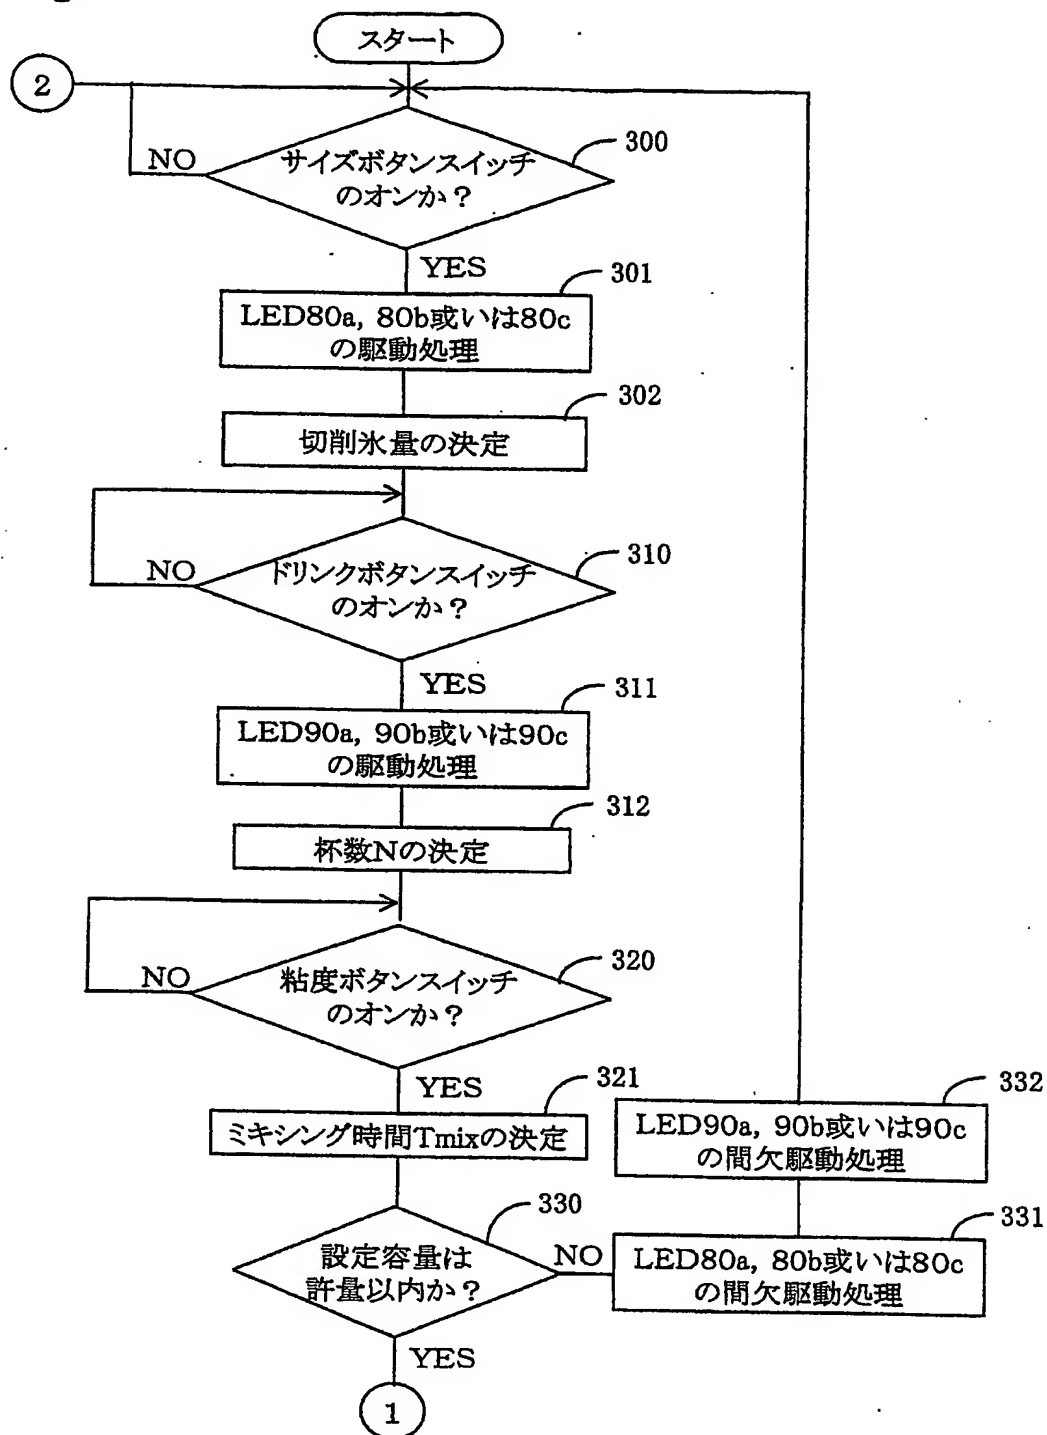 スタート
2
NO
サイズボタンスイッチ
のオンか？
300
YES
301
LED80a, 80b或いは80c
の駆動処理
302
切削氷量の決定
NO
ドリンクボタンスイッチ
のオンか？
310
YES
311
LED90a, 90b或いは90c
の駆動処理
312
杯数Nの決定
NO
粘度ボタンスイッチ
のオンか？
320
YES
321
ミキシング時間Tmixの決定
332
LED90a, 90b或いは90c
の間欠駆動処理
330
設定容量は
許量以内か？
NO
331
LED80a, 80b或いは80c
の間欠駆動処理
YES
1